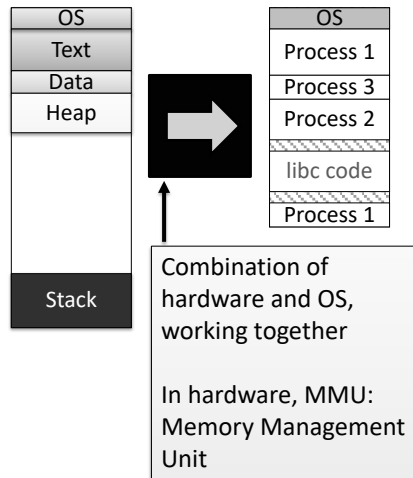 OS
Text
Data
Heap
Stack
OS
Process 1
Process 3
Process 2
libc code
Process 1
Combination of
hardware and OS,
working together
In hardware, MMU:
Memory Management
Unit